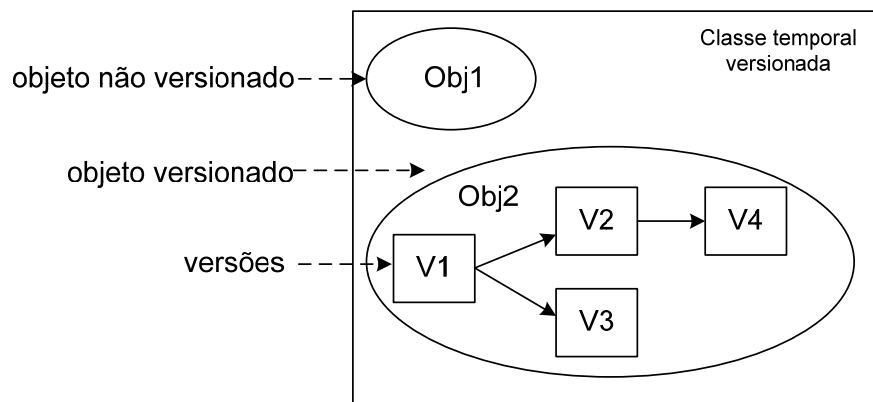 Classe temporal
versionada
objeto não versionado
Obj1
objeto versionado
Obj2
versões
V1
V2
V4
V3